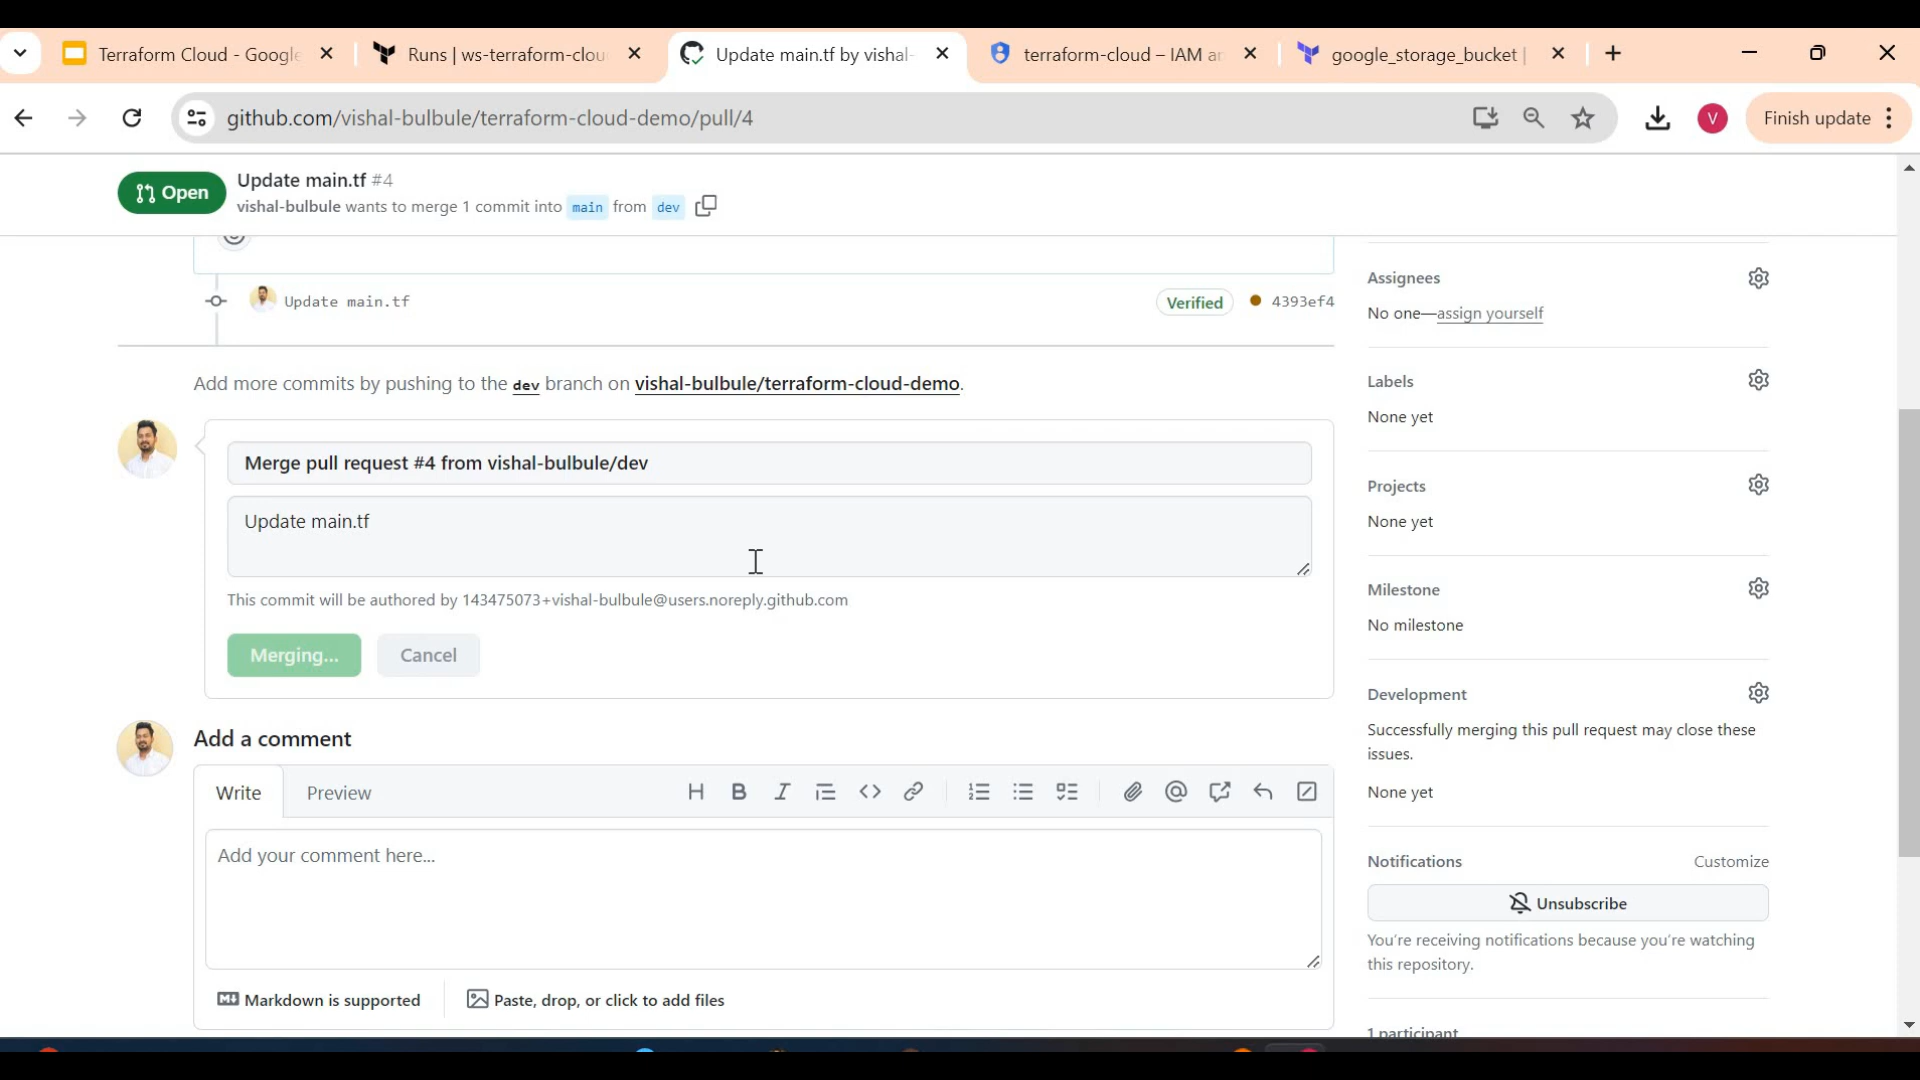 Terraform Cloud - Google
Runs | ws-terraform-clou
Update main.tf by vishal-
terraform-cloud – IAM an
google_storage_bucket |
github.com/vishal-bulbule/terraform-cloud-demo/pull/4
V
Finish update
Open
Update main.tf #4
vishal-bulbule wants to merge 1 commit into main from dev
Update main.tf
Verified
4393ef4
Add more commits by pushing to the dev branch on vishal-bulbule/terraform-cloud-demo.
Merge pull request #4 from vishal-bulbule/dev
Update main.tf
This commit will be authored by 143475073+vishal-bulbule@users.noreply.github.com
Merging...
Cancel
Add a comment
Write
Preview
Add your comment here...
Markdown is supported
Paste, drop, or click to add files
Assignees
No one—assign yourself
Labels
None yet
Projects
None yet
Milestone
No milestone
Development
Successfully merging this pull request may close these
issues.
None yet
Notifications
Customize
Unsubscribe
You're receiving notifications because you're watching
this repository.
1 participant